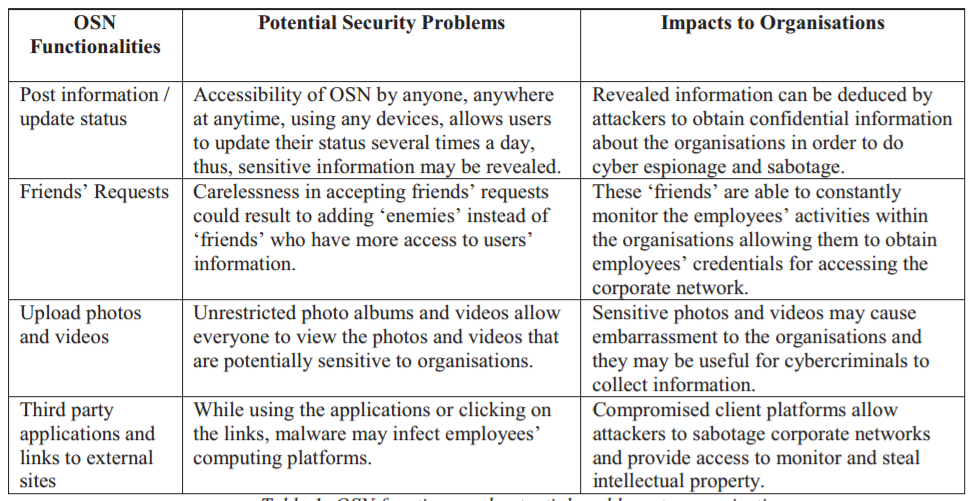 OSN
Functionalities
Potential Security Problems
Impacts to Organisations
Post information /
update status
Accessibility of OSN by anyone, anywhere
at anytime, using any devices, allows users
to update their status several times a day,
thus, sensitive information may be revealed.
Revealed information can be deduced by
attackers to obtain confidential information
about the organisations in order to do
cyber espionage and sabotage.
Friends’ Requests
Carelessness in accepting friends’ requests
could result to adding ‘enemies’ instead of
‘friends’ who have more access to users’
information.
These ‘friends’ are able to constantly
monitor the employees’ activities within
the organisations allowing them to obtain
employees’ credentials for accessing the
corporate network.
Upload photos
and videos
Unrestricted photo albums and videos allow
everyone to view the photos and videos that
are potentially sensitive to organisations.
Sensitive photos and videos may cause
embarrassment to the organisations and
they may be useful for cybercriminals to
collect information.
Third party
applications and
links to external
sites
While using the applications or clicking on
the links, malware may infect employees’
computing platforms.
Compromised client platforms allow
attackers to sabotage corporate networks
and provide access to monitor and steal
intellectual property.